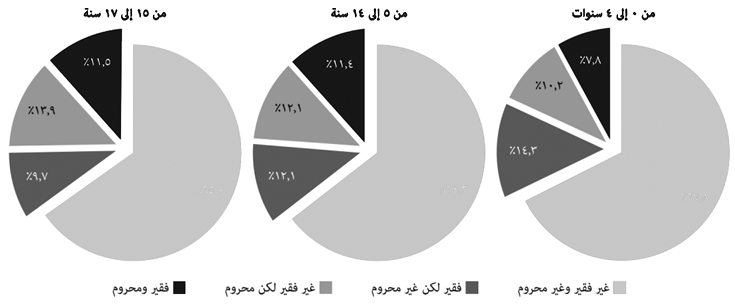 من ٠ إلى ٤ سنوات
من ٥ إلى ١٤ سنة
من ١٥ إلى ١٧ سنة
٪٧,٨
٪١٠,٢
٪١٤,٣
٪١١,٤
٪١٢,١
٪١٢,١
٪١١,٥
٪١٣,٩
٪٩,٧
غير فقير وغير محروم
فقير لكن غير محروم
غير فقير لكن محروم
فقير ومحروم